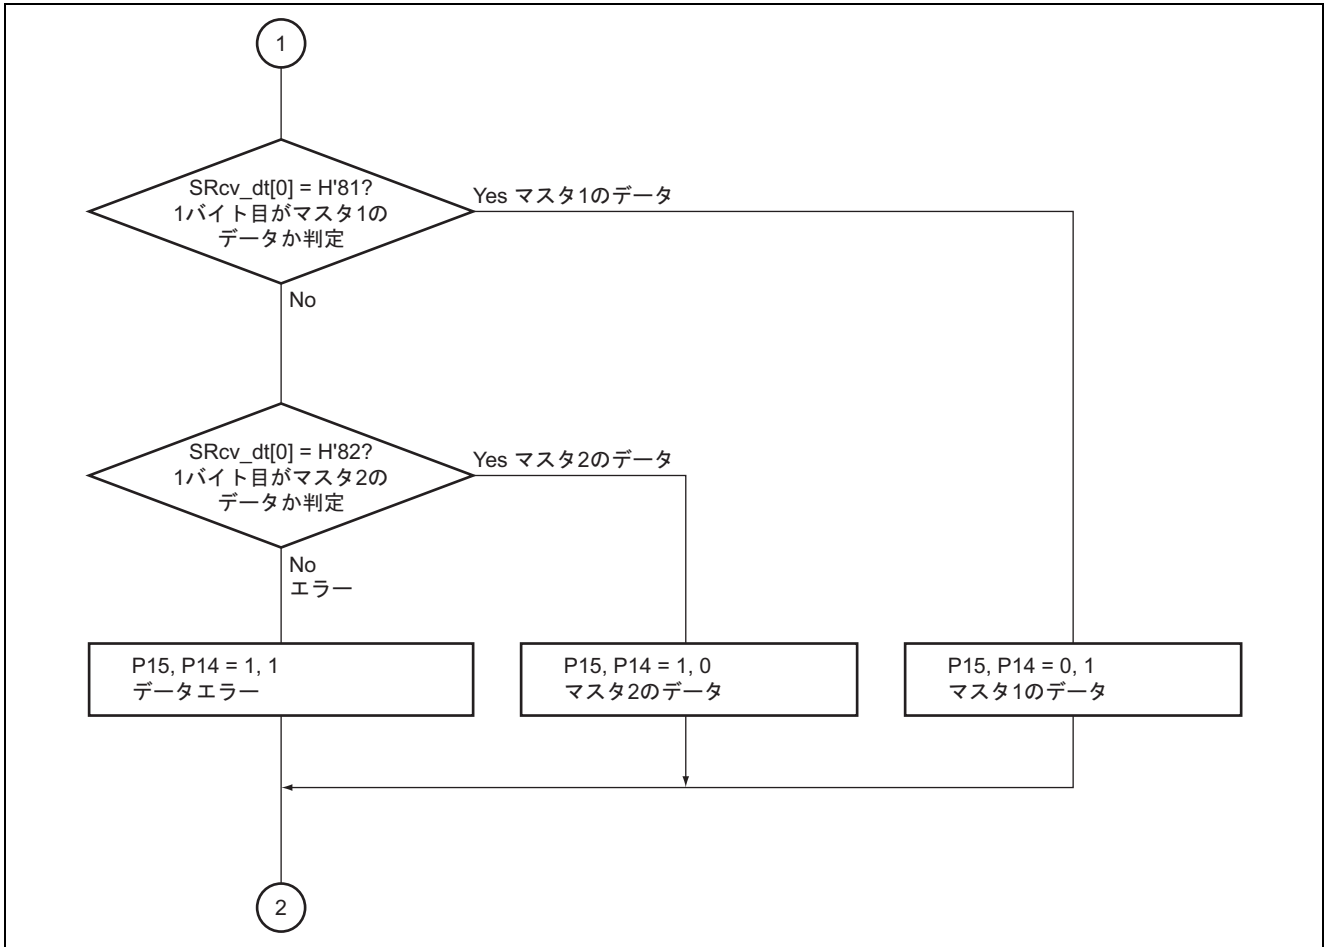 1
SRcv_dt[0] = H'81?
1バイト目がマスタ1の
データか判定
Yes マスタ1のデータ
No
SRcv_dt[0] = H'82?
1バイト目がマスタ2の
データか判定
Yes マスタ2のデータ
No
エラー
P15, P14 = 1, 1
データエラー
P15, P14 = 1, 0
マスタ2のデータ
P15, P14 = 0, 1
マスタ1のデータ
2